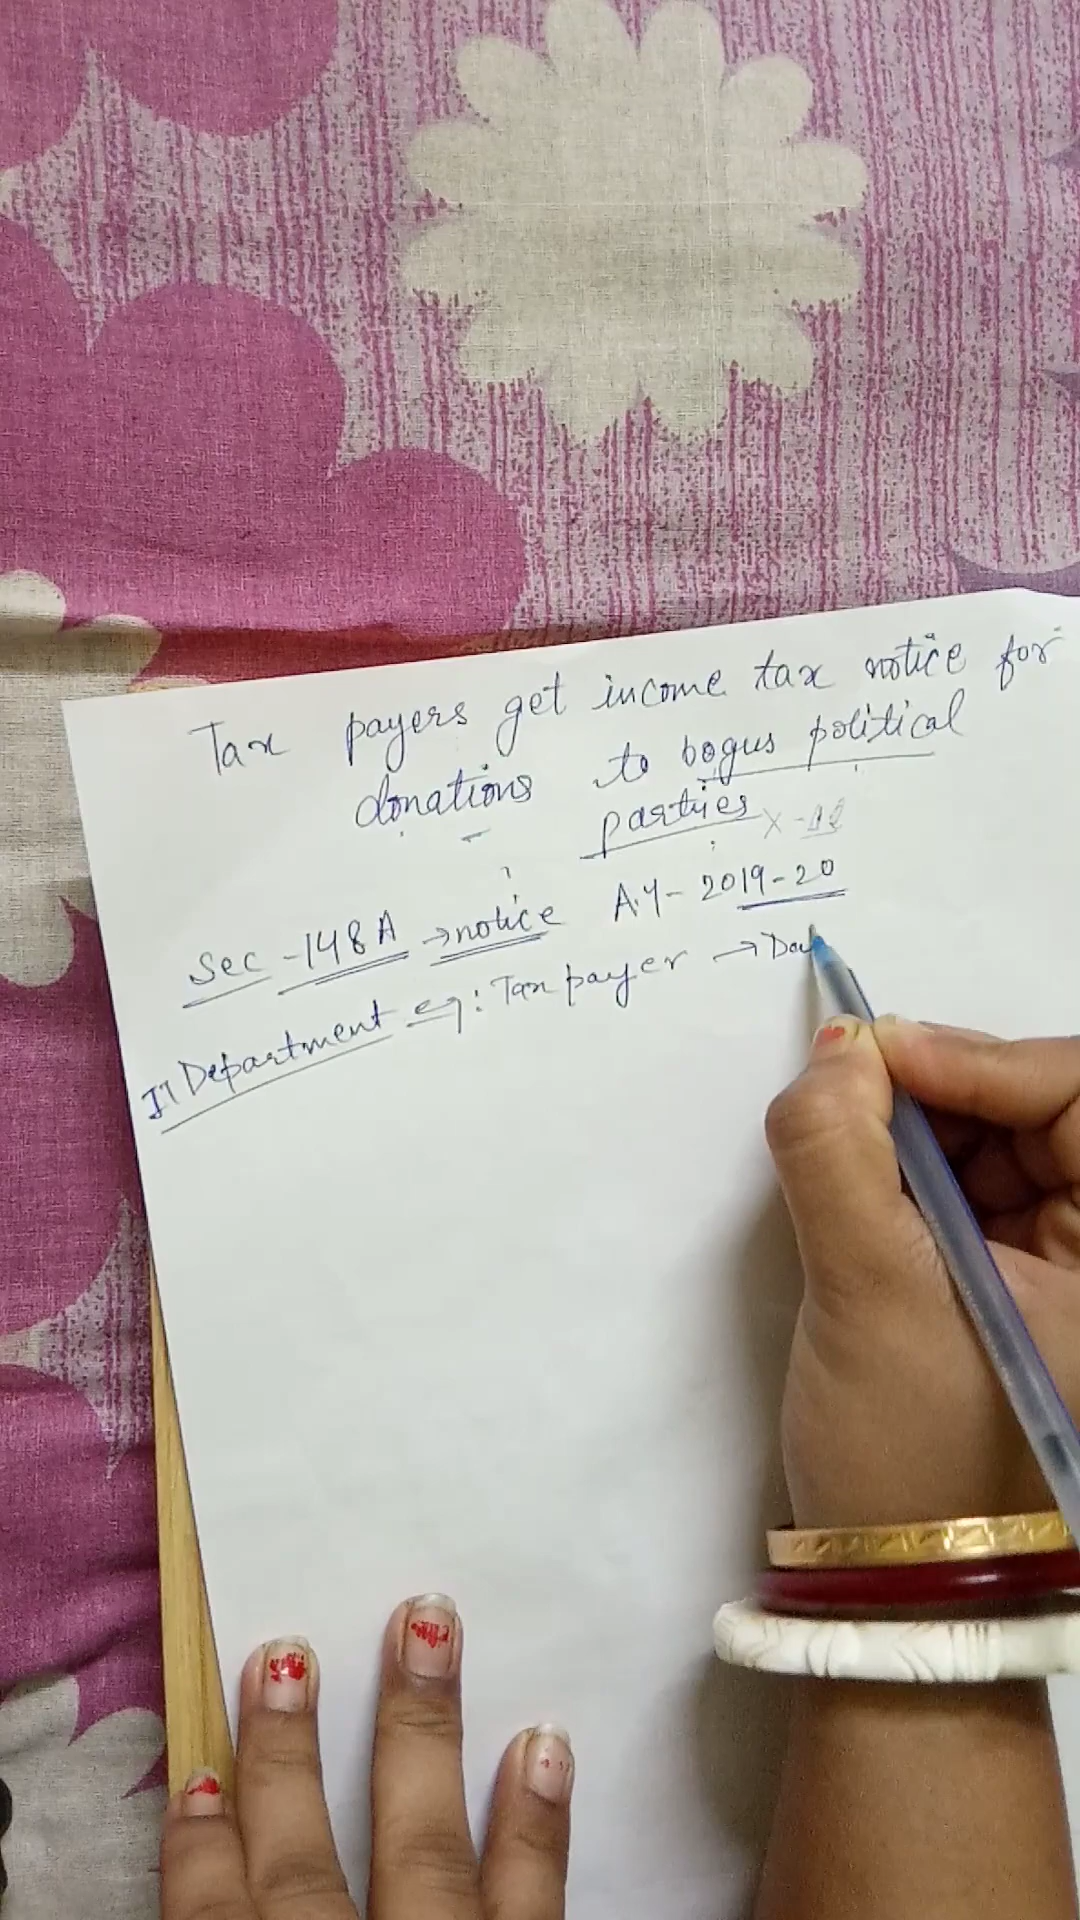 Tax payers get income tax notice for
donations to bogus political
parties
Sec - 148A → notice A.Y - 2019-20
IT Department eg: Tax payer →